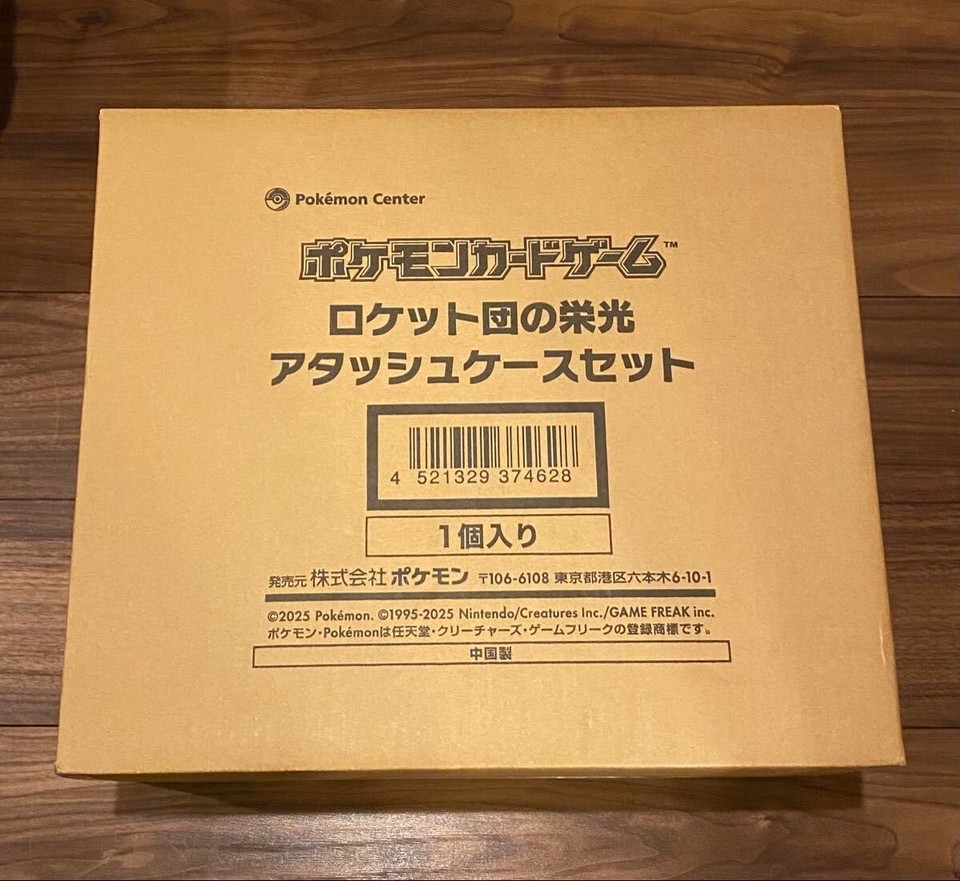 Pokémon Center
ポケモンカードゲーム™
ロケット団の栄光
アタッシュケースセット
4 521329 374628
1個入り
発売元 株式会社ポケモン 〒106-6108 東京都港区六本木6-10-1
©2025 Pokémon. ©1995-2025 Nintendo/Creatures Inc./GAME FREAK inc.
ポケモン・Pokémonは任天堂・クリーチャーズ・ゲームフリークの登録商標です。
中国製